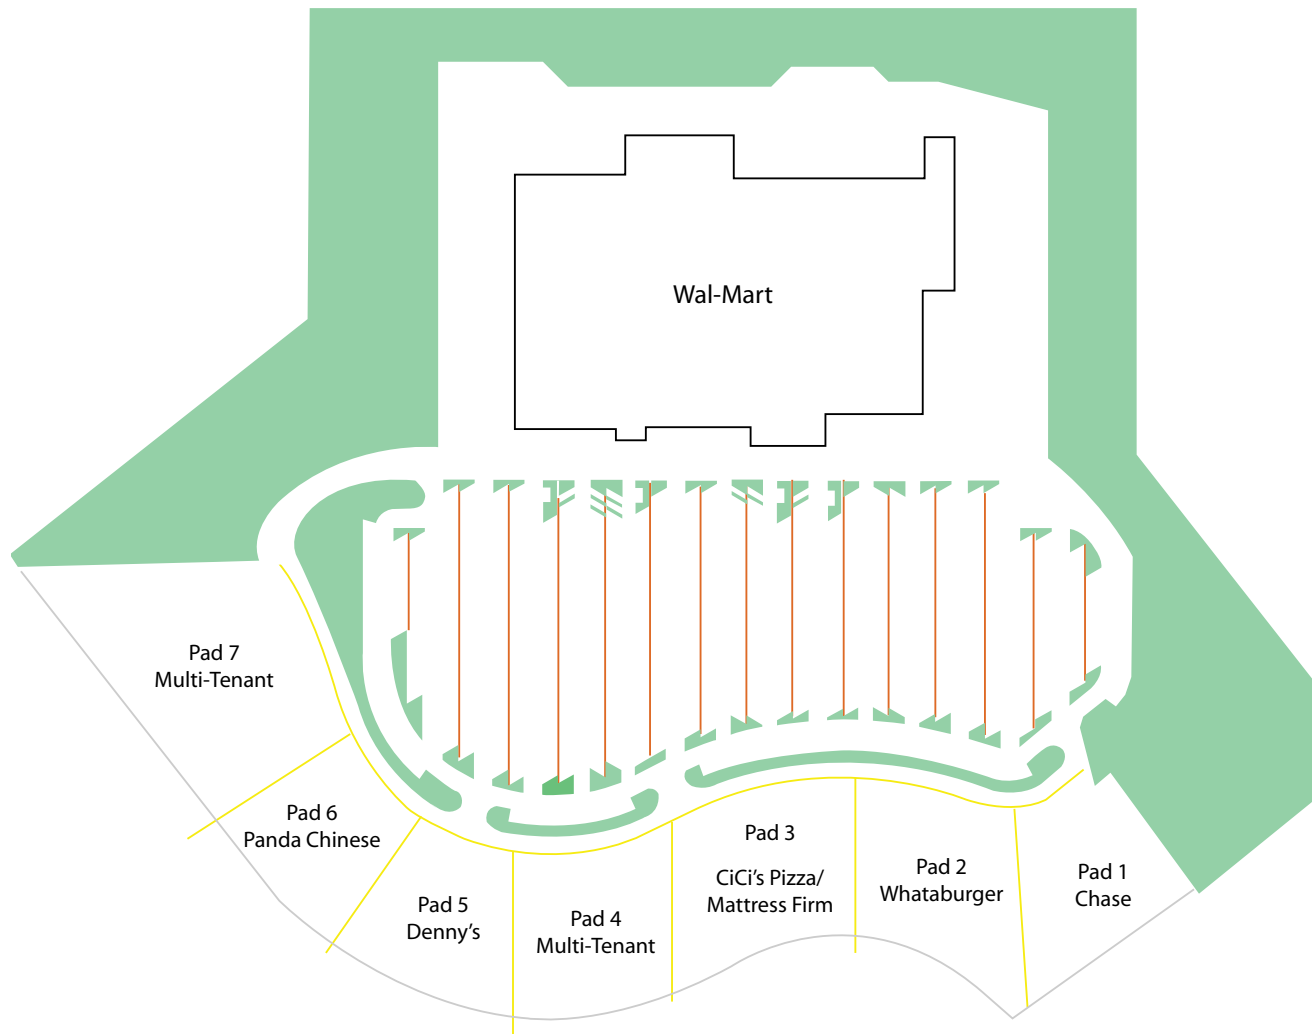 Wal-Mart
Pad 7
Multi-Tenant
Pad 6
Panda Chinese
Pad 5
Denny's
Pad 4
Multi-Tenant
Pad 3
CiCi's Pizza/
Mattress Firm
Pad 2
Whataburger
Pad 1
Chase